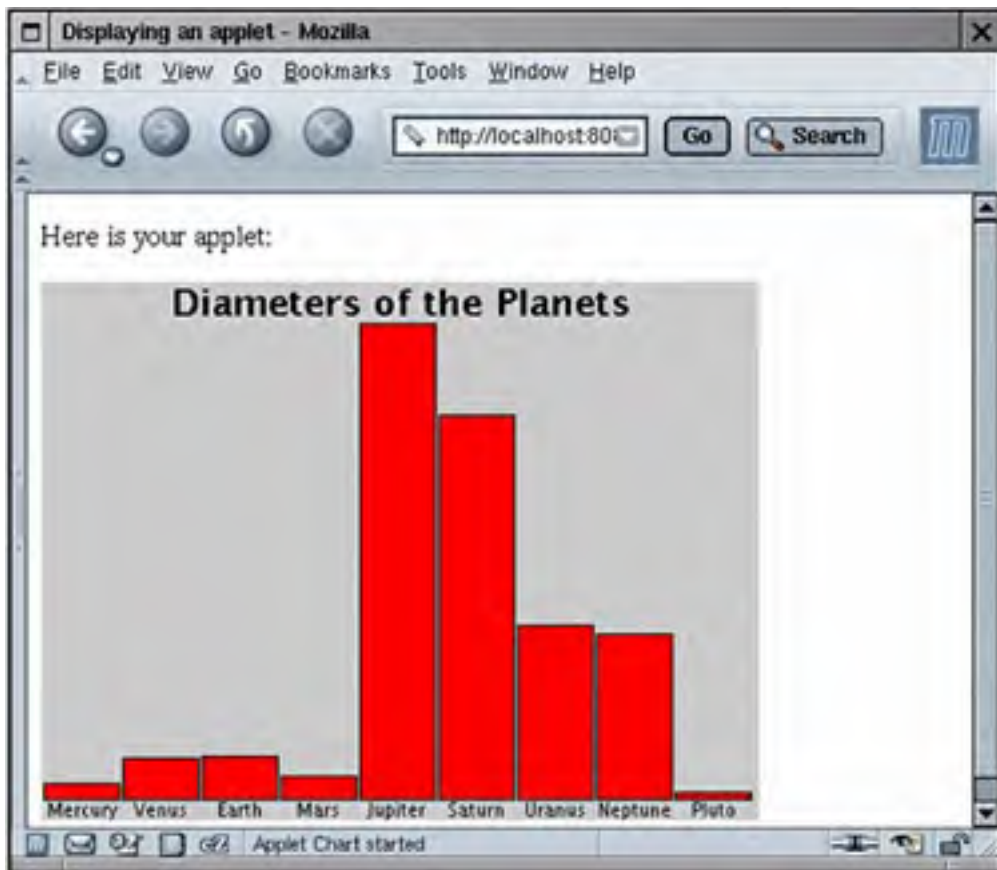 Displaying an applet - Mozilla
File Edit View Go Bookmarks Tools Window Help
http://localhost:80 Go Search
Here is your applet:
Diameters of the Planets
Mercury Venus Earth Mars Jupiter Saturn Uranus Neptune Pluto
Applet Chart started